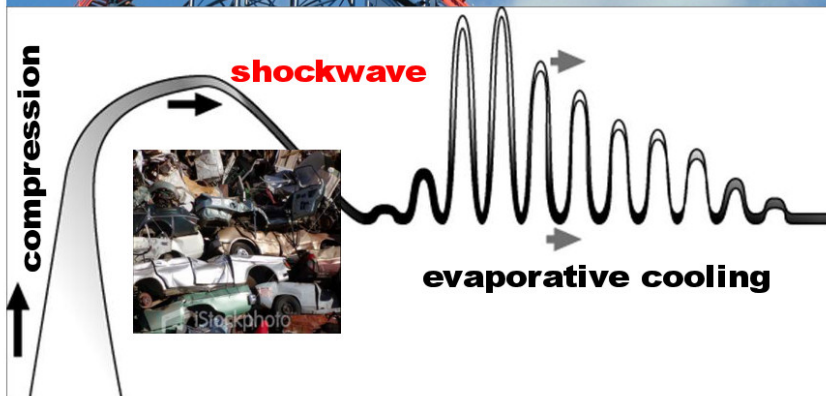 compression
shockwave
iStockphoto
evaporative cooling